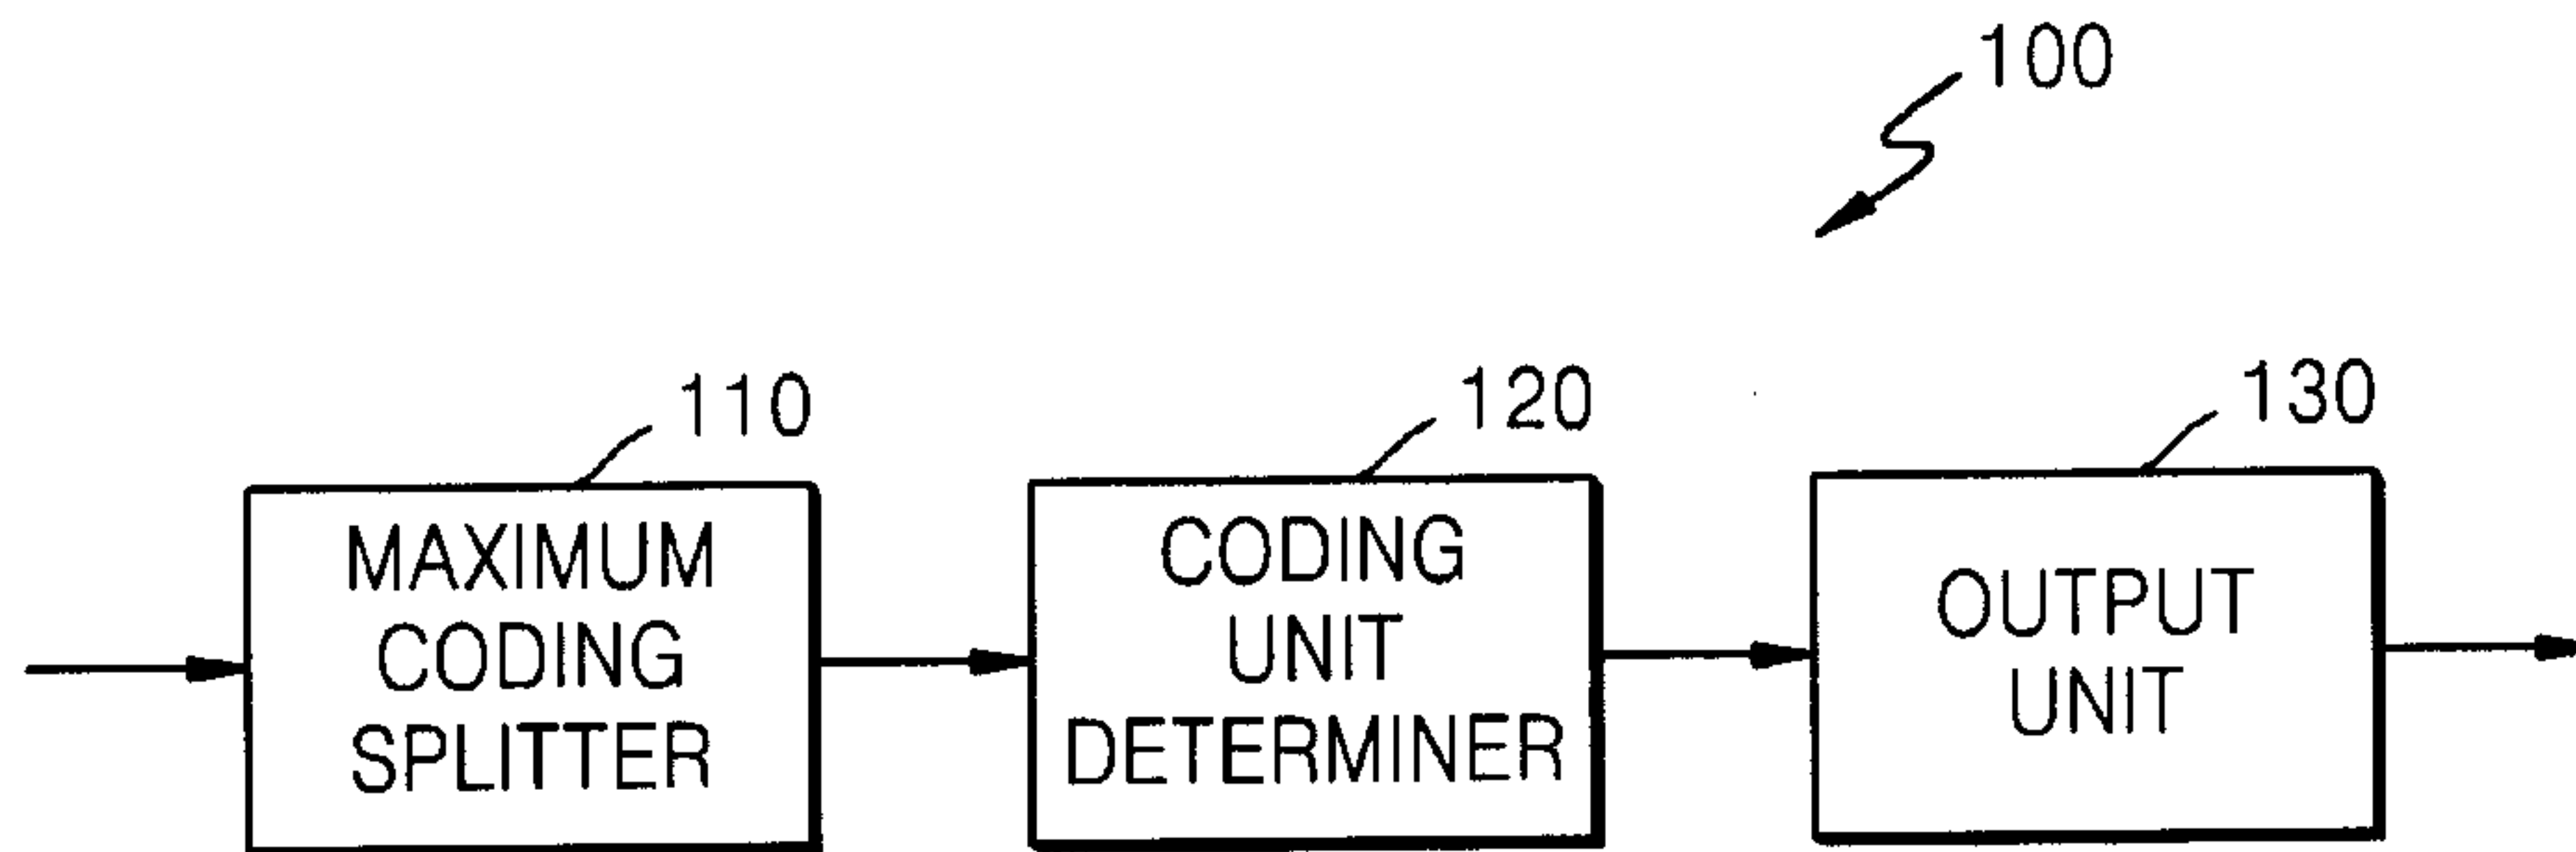 100
110
120
130
MAXIMUM
CODING
SPLITTER
CODING
UNIT
DETERMINER
OUTPUT
UNIT